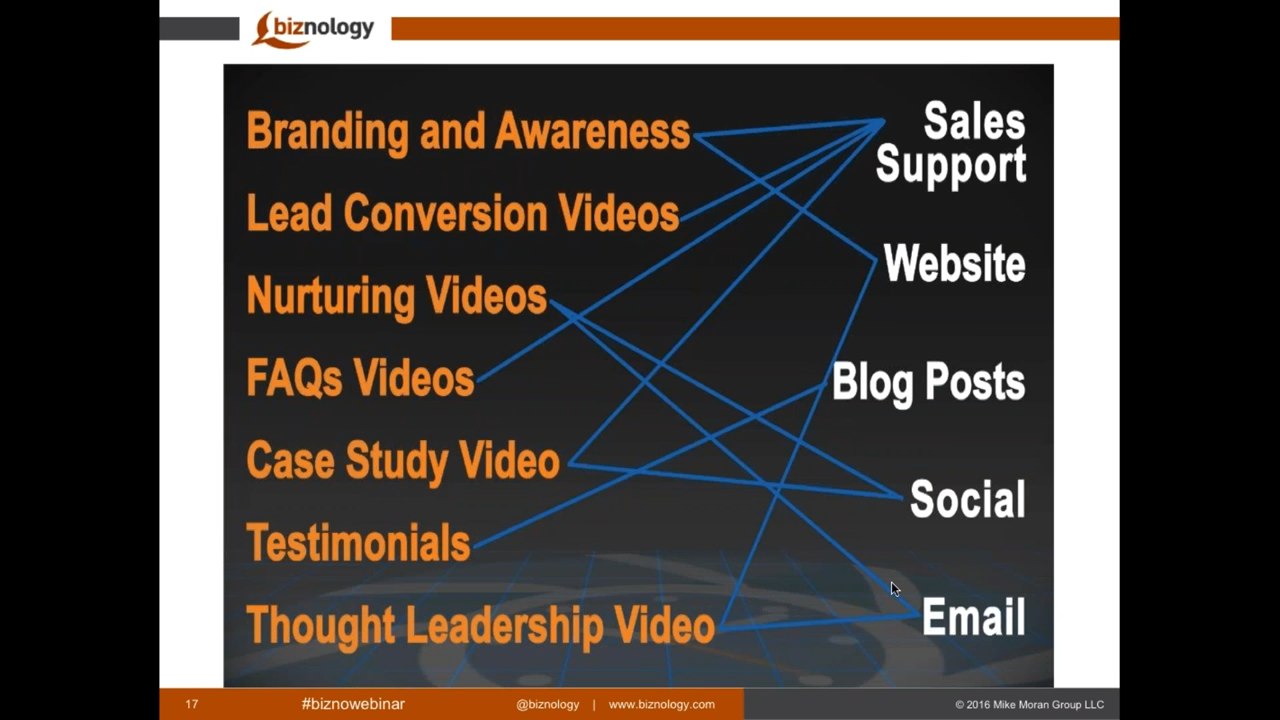 biznology
Branding and Awareness
Lead Conversion Videos
Nurturing Videos
FAQs Videos
Case Study Video
Testimonials
Thought Leadership Video
Sales
Support
Website
Blog Posts
Social
Email
17 #biznowebinar @biznology | www.biznology.com © 2016 Mike Moran Group LLC